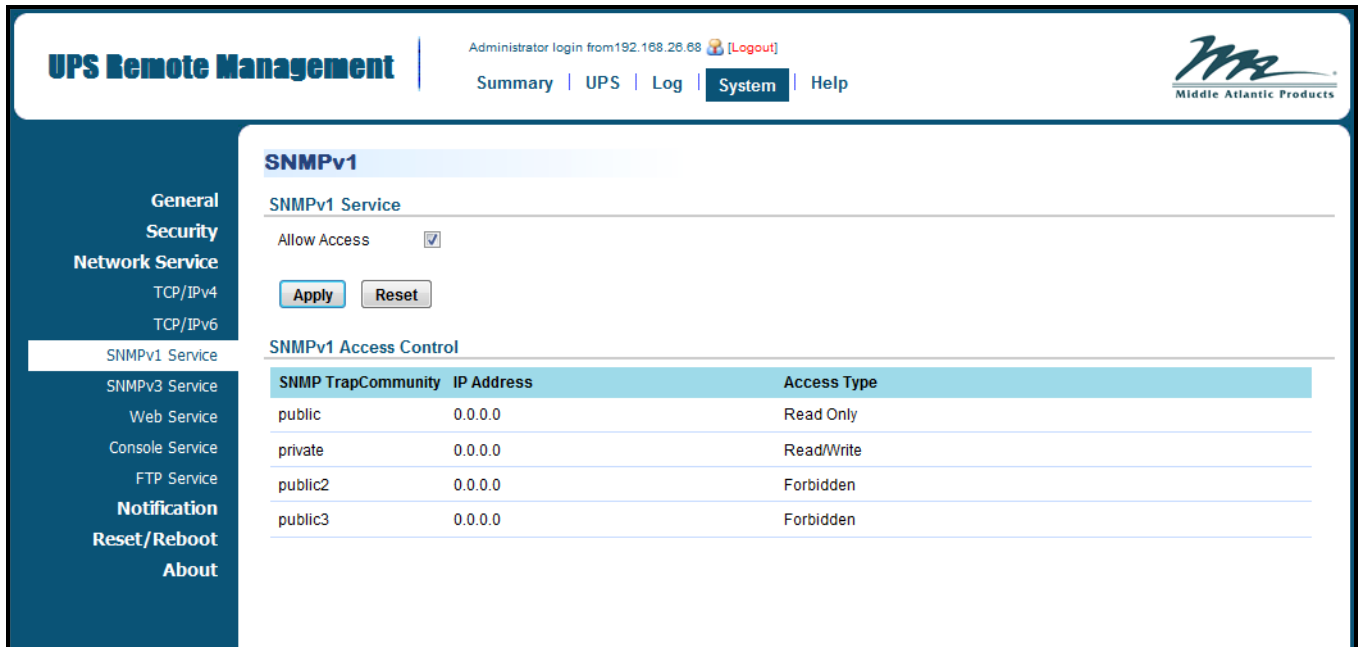 UPS Remote Management
Administrator login from192.168.26.68 [Logout]
Summary | UPS | Log | System | Help
Middle Atlantic Products
General
Security
Network Service
TCP/IPv4
TCP/IPv6
SNMPv1 Service
SNMPv3 Service
Web Service
Console Service
FTP Service
Notification
Reset/Reboot
About
SNMPv1
SNMPv1 Service
Allow Access
Apply Reset
SNMPv1 Access Control
SNMP TrapCommunity IP Address Access Type
public 0.0.0.0 Read Only
private 0.0.0.0 Read/Write
public2 0.0.0.0 Forbidden
public3 0.0.0.0 Forbidden